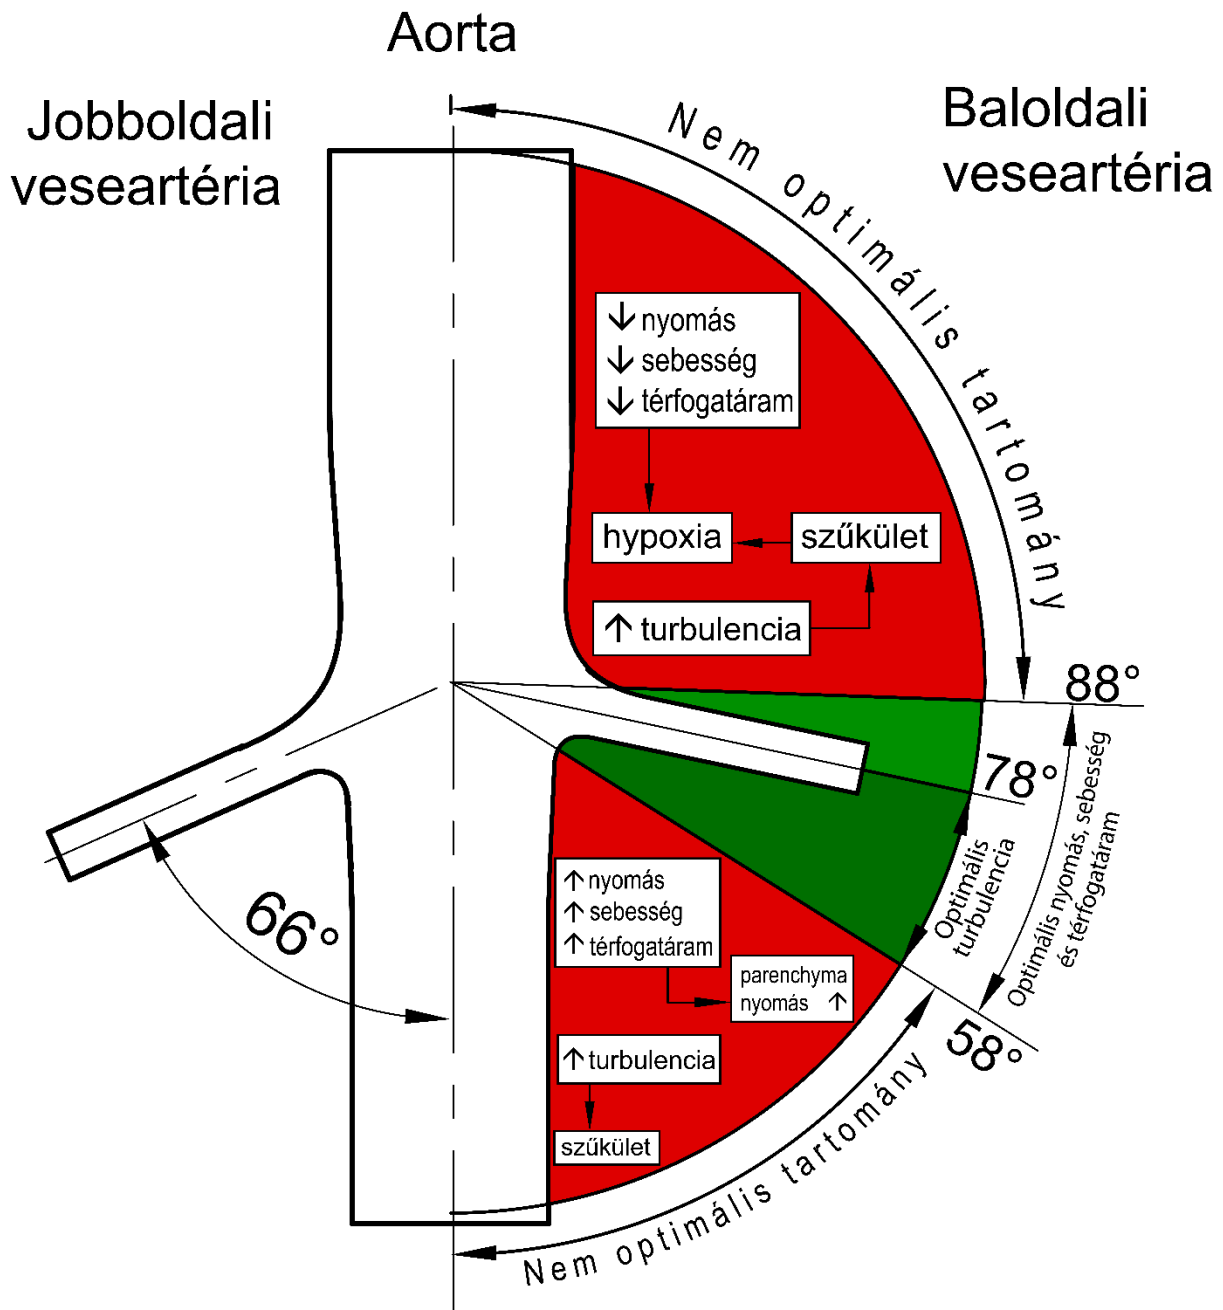 Aorta
Jobboldali
veseartéria
Baloldali
veseartéria
Nem optimális tartomány
↓ nyomás
↓ sebesség
↓ térfogatáram
hypoxia
szűkület
↑ turbulencia
88°
78°
58°
66°
Optimális
turbulencia
Optimális nyomás, sebesség
és térfogatáram
↑ nyomás
↑ sebesség
↑ térfogatáram
parenchyma
nyomás ↑
↑ turbulencia
szűkület
Nem optimális tartomány